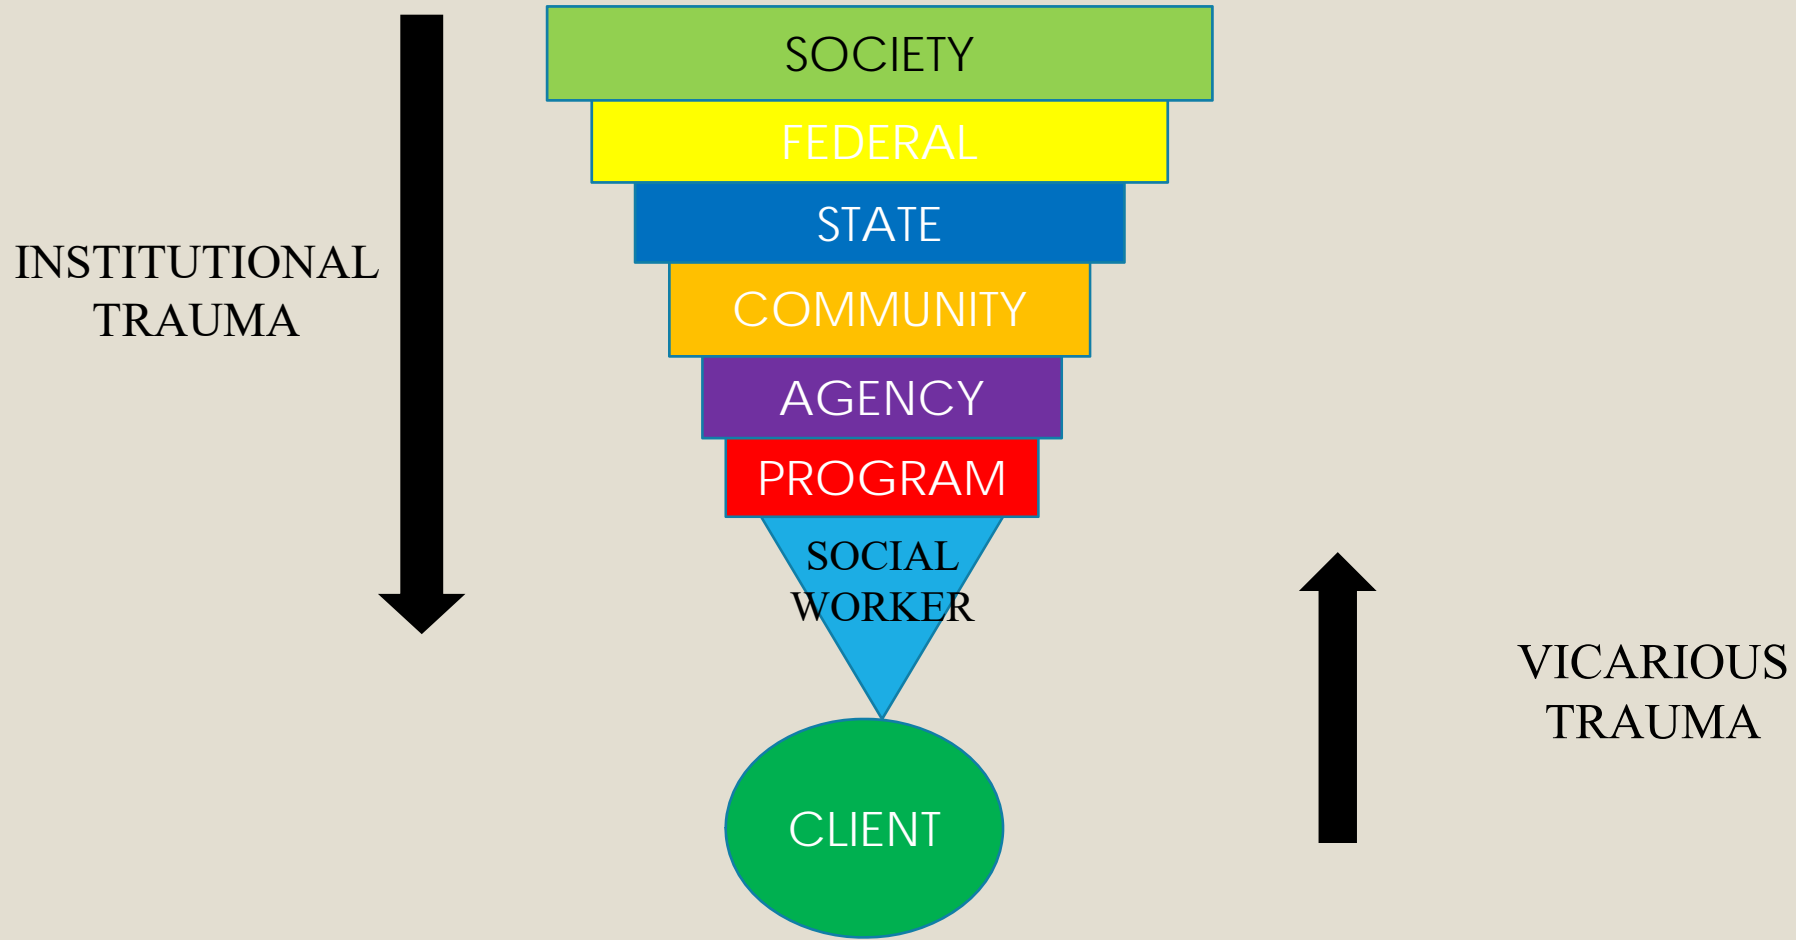 SOCIETY
FEDERAL
STATE
COMMUNITY
AGENCY
PROGRAM
SOCIAL
WORKER
CLIENT
INSTITUTIONAL
TRAUMA
VICARIOUS
TRAUMA